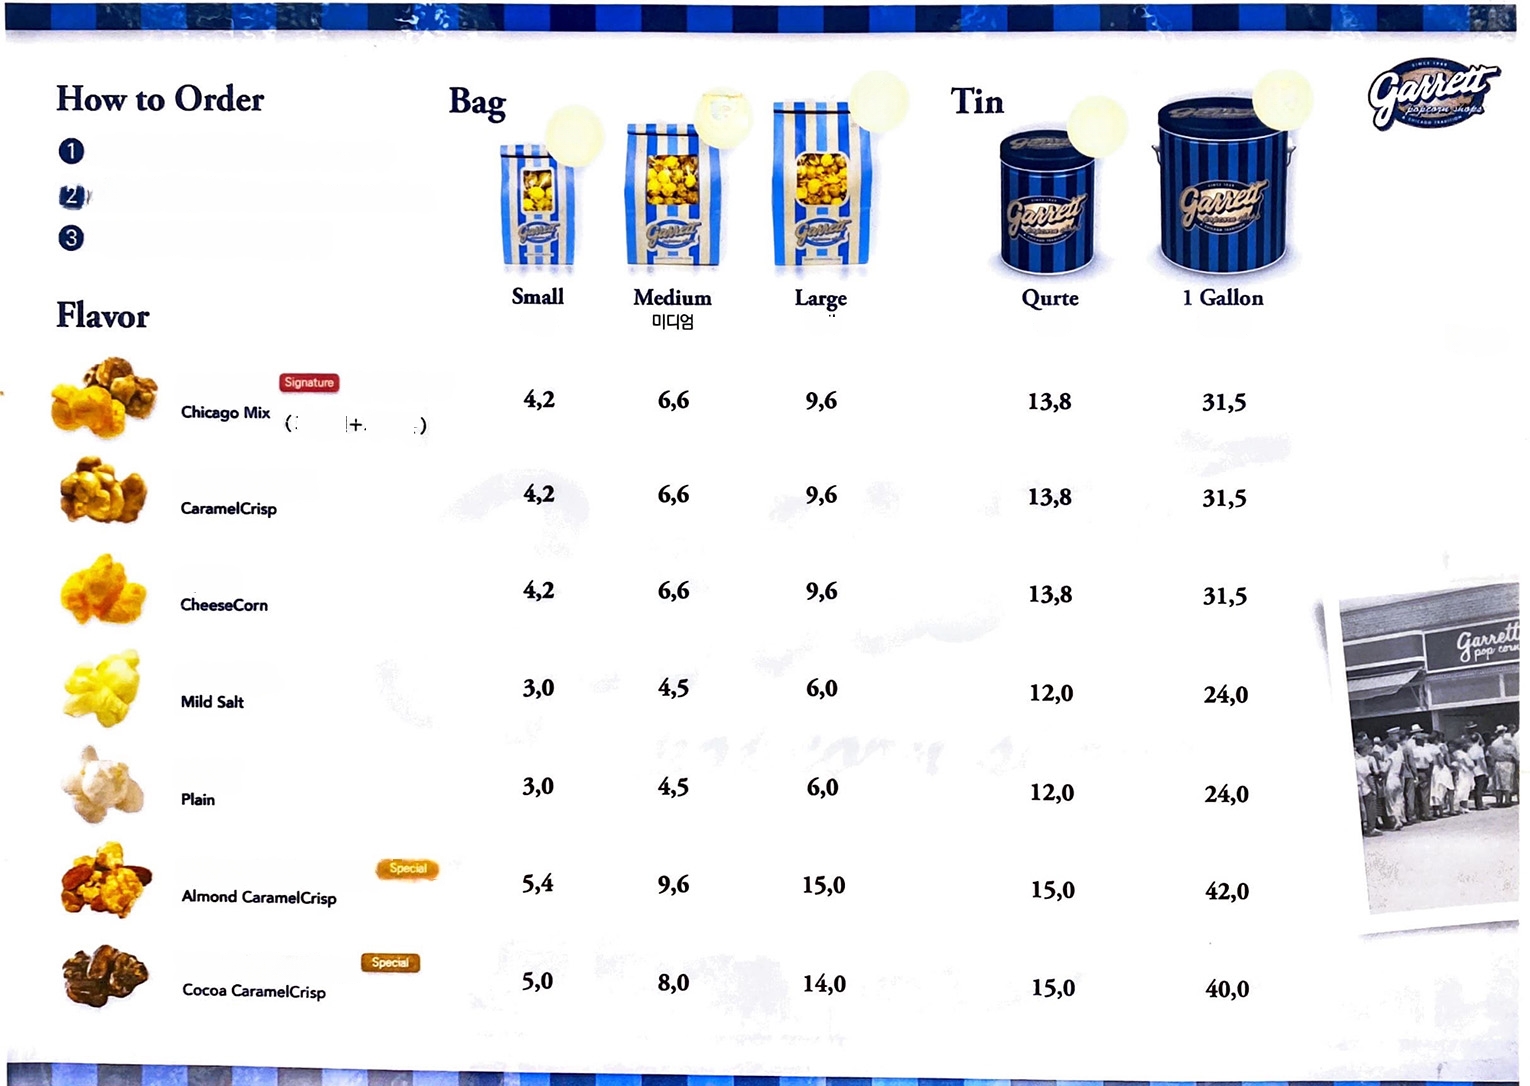 How to Order
1
2
3
Bag
Tin
Garrett
popcorn shops
Small
Medium
미디엄
Large
Qurte
1 Gallon
Flavor
Signature
Chicago Mix ( + ) 4,2 6,6 9,6 13,8 31,5
CaramelCrisp 4,2 6,6 9,6 13,8 31,5
CheeseCorn 4,2 6,6 9,6 13,8 31,5
Mild Salt 3,0 4,5 6,0 12,0 24,0
Plain 3,0 4,5 6,0 12,0 24,0
Special
Almond CaramelCrisp 5,4 9,6 15,0 15,0 42,0
Special
Cocoa CaramelCrisp 5,0 8,0 14,0 15,0 40,0
Garrett
pop corn
Garrett
Garrett
Garrett
Garrett
Garrett